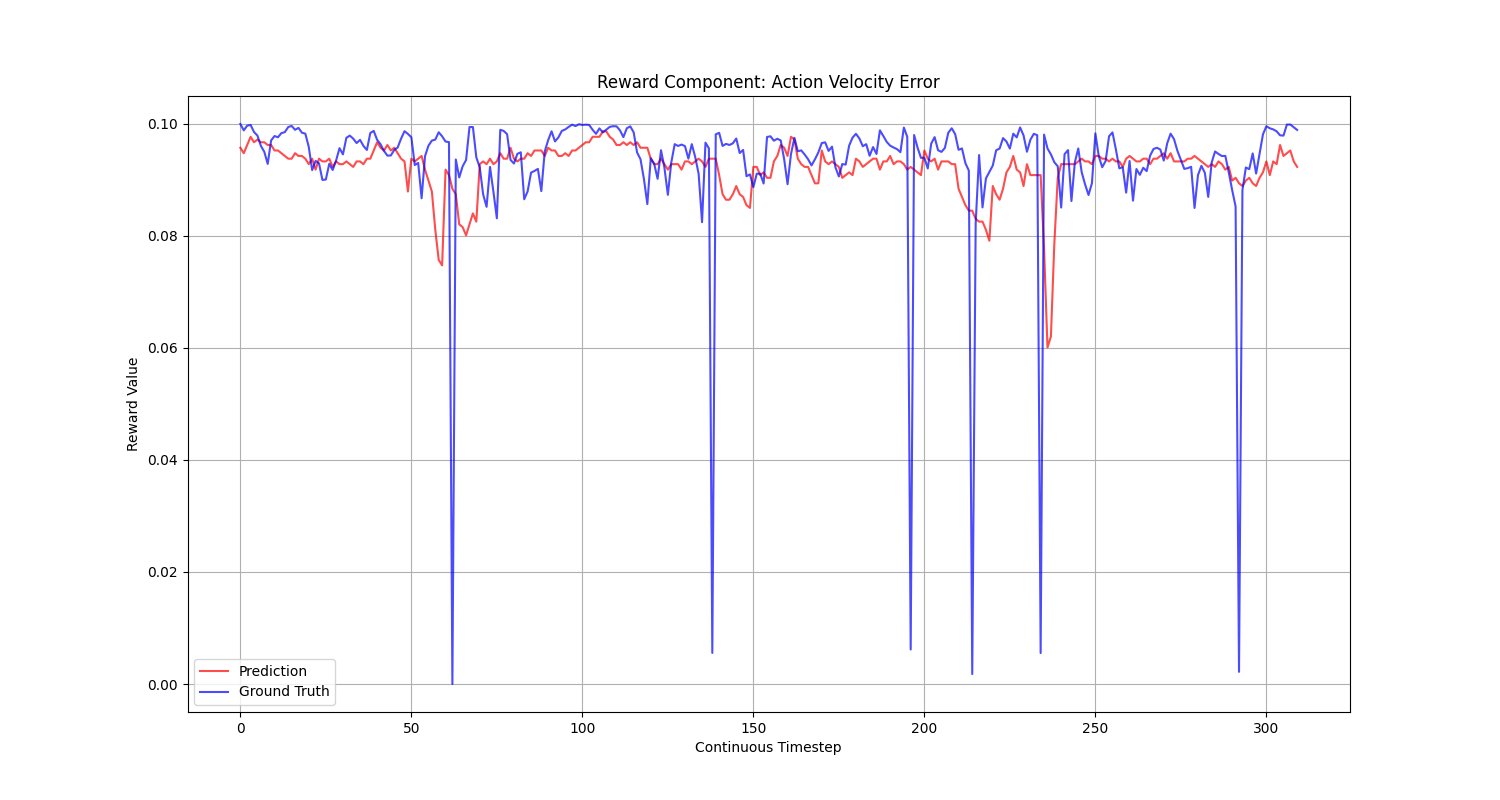 Reward Component: Action Velocity Error
0.10
0.08
0.06
0.04
0.02
0.00
Reward Value
Prediction
Ground Truth
0
50
100
150
200
250
300
Continuous Timestep